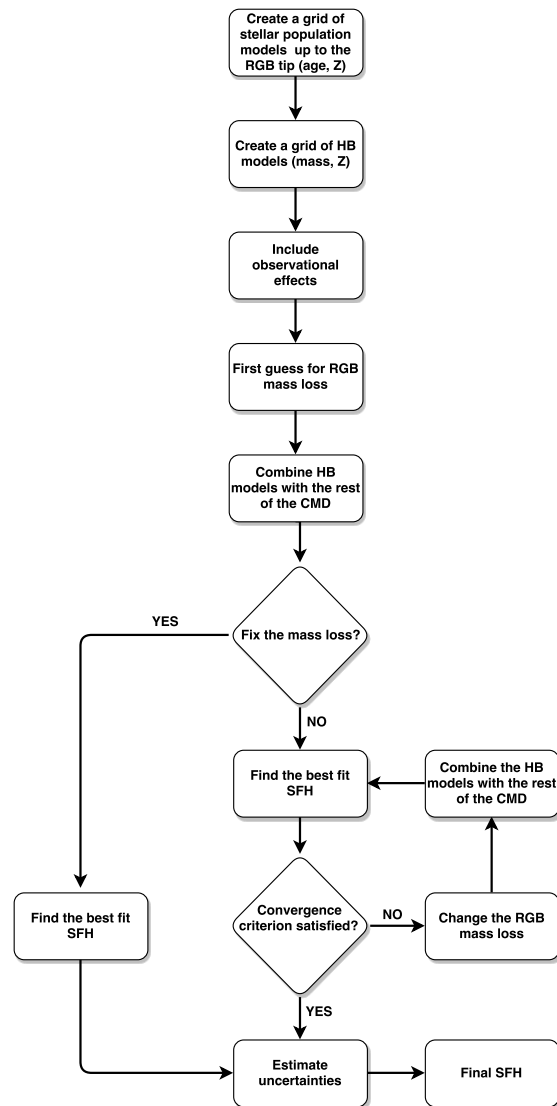 Create a grid of
stellar population
models up to the
RGB tip (age, Z)
Create a grid of HB
models (mass, Z)
Include
observational
effects
First guess for RGB
mass loss
Combine HB
models with the rest
of the CMD
Fix the mass loss?
YES
NO
Find the best fit
SFH
Combine the HB
models with the rest
of the CMD
Convergence
criterion satisfied?
NO
Change the RGB
mass loss
Find the best fit
SFH
YES
Estimate
uncertainties
Final SFH